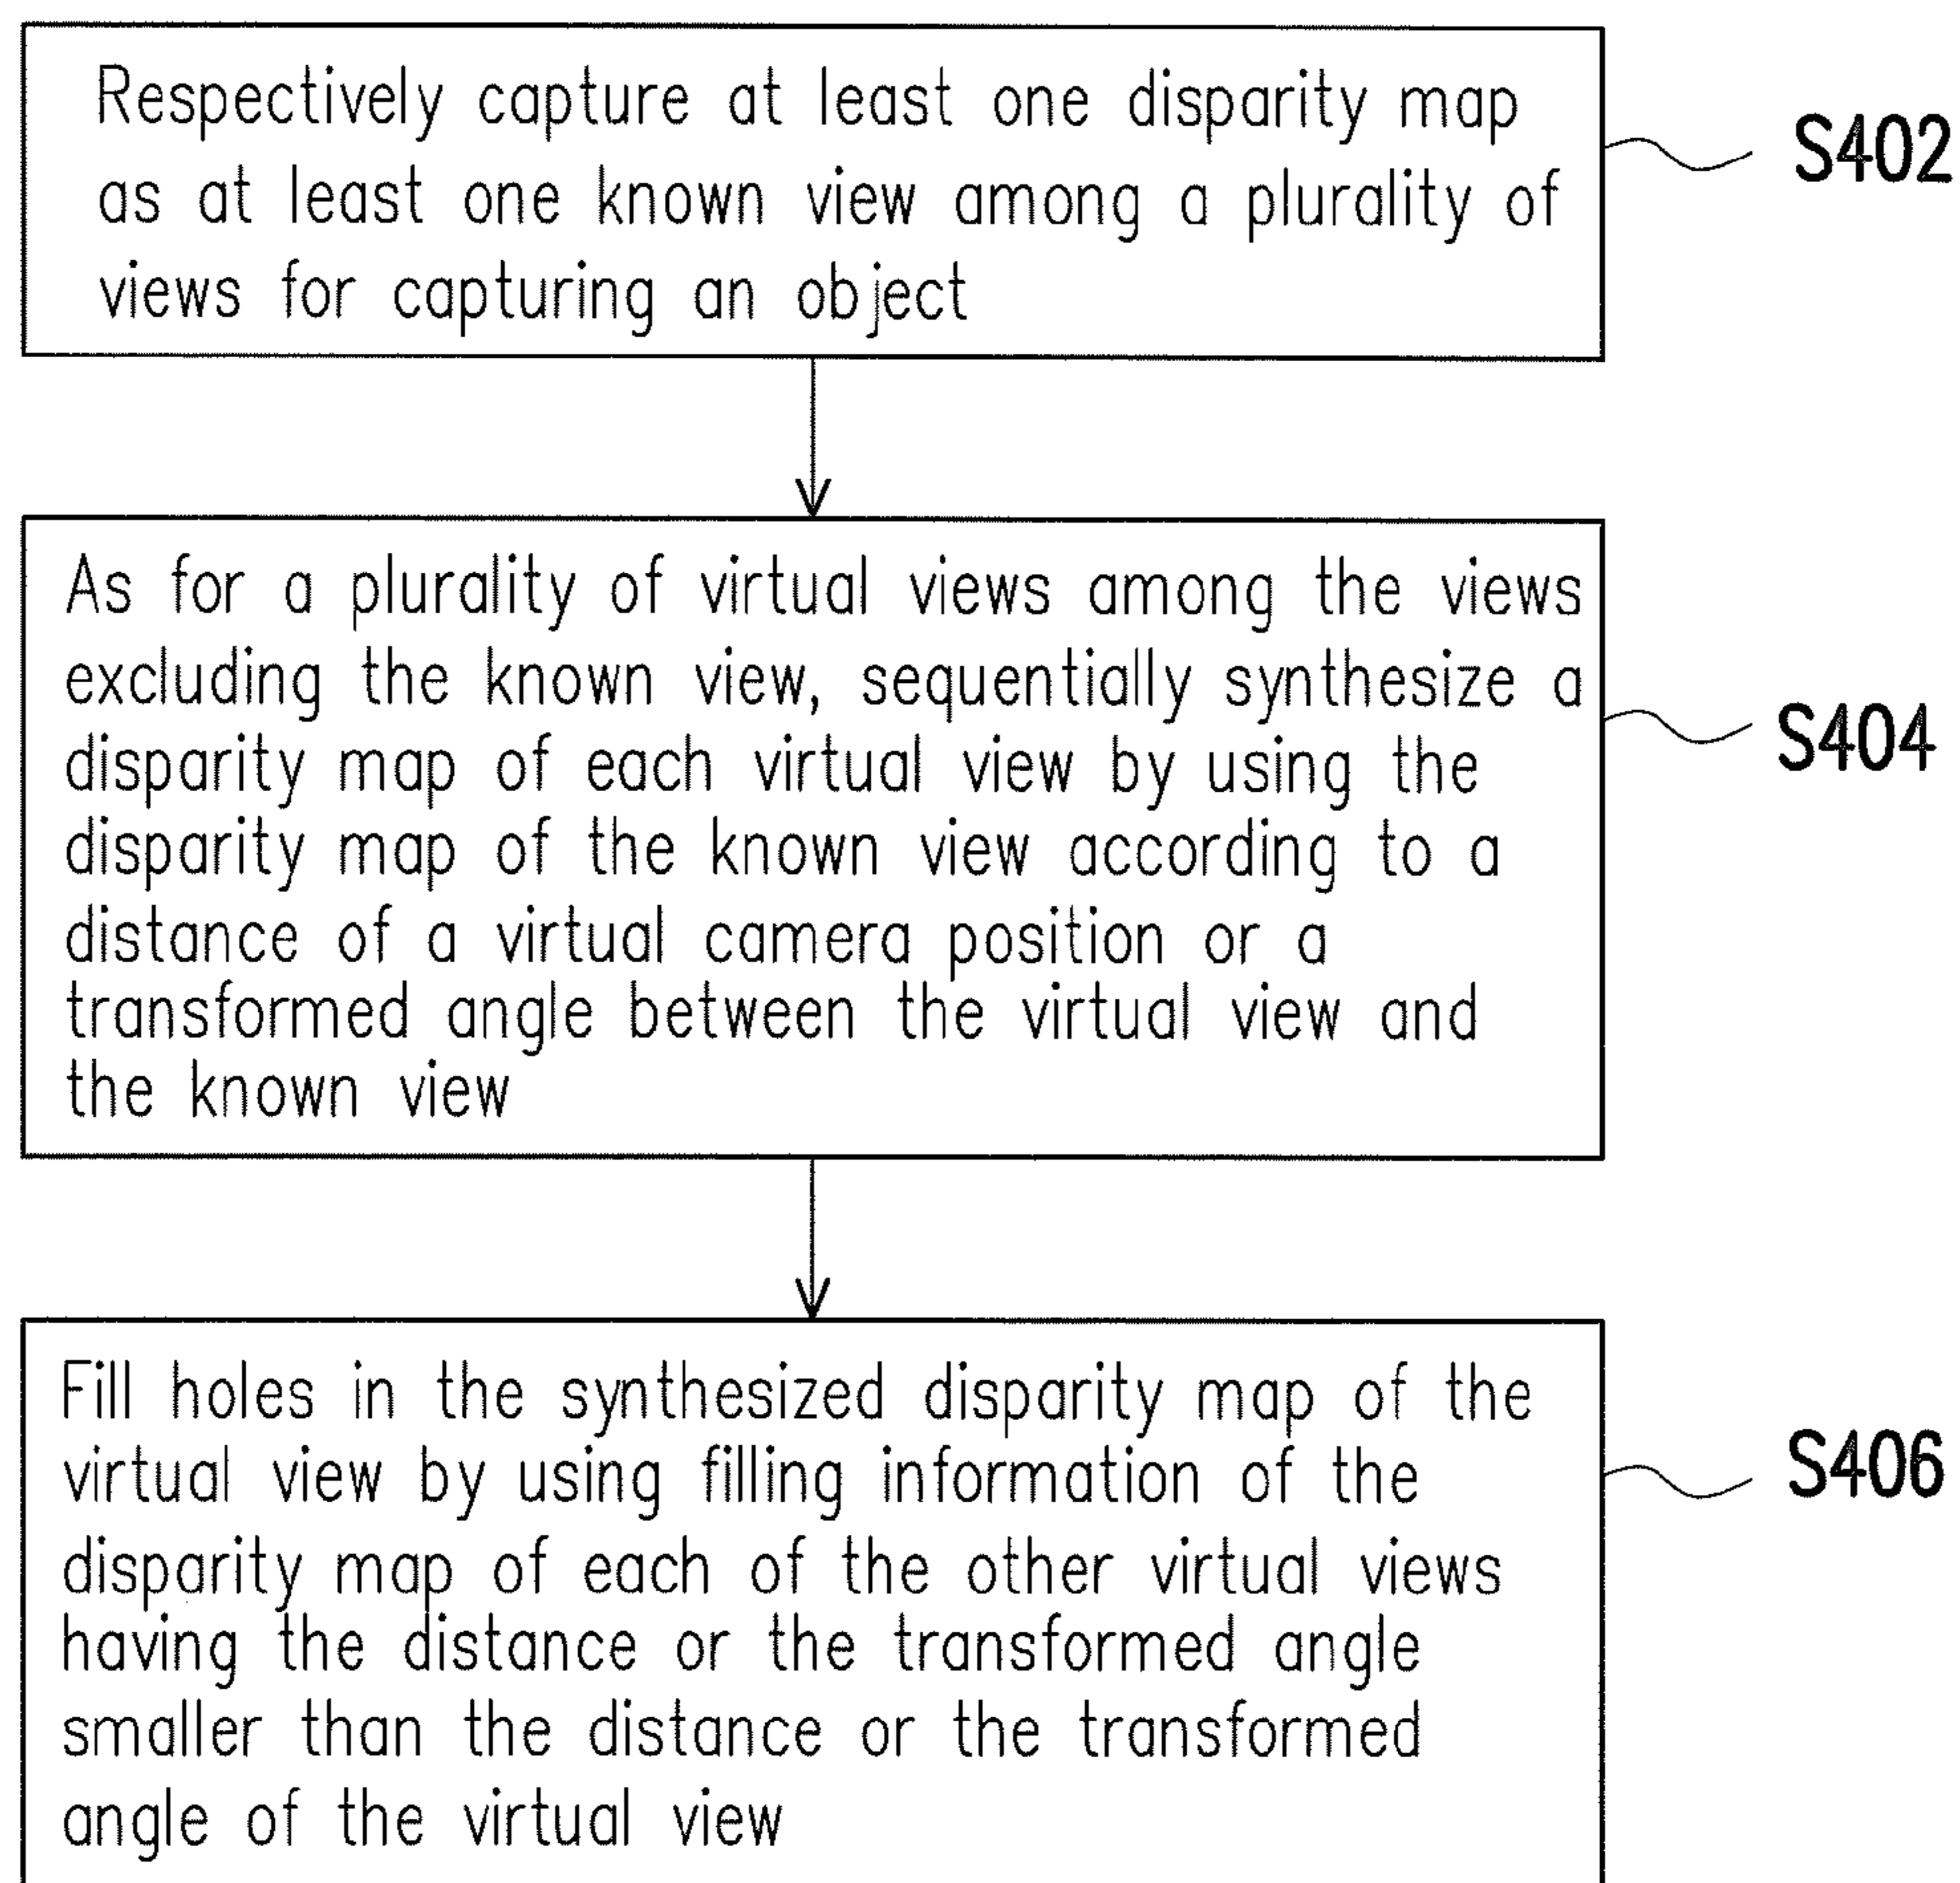 Respectively capture at least one disparity map
as at least one known view among a plurality of
views for capturing an object
S402
As for a plurality of virtual views among the views
excluding the known view, sequentially synthesize a
disparity map of each virtual view by using the
disparity map of the known view according to a
distance of a virtual camera position or a
transformed angle between the virtual view and
the known view
S404
Fill holes in the synthesized disparity map of the
virtual view by using filling information of the
disparity map of each of the other virtual views
having the distance or the transformed angle
smaller than the distance or the transformed
angle of the virtual view
S406